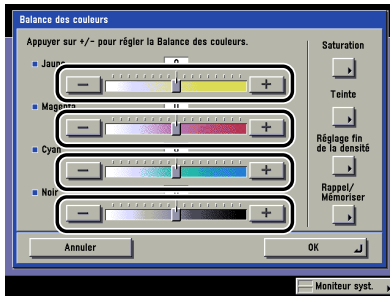 Balance des couleurs
Appuyer sur +/- pour régler la Balance des couleurs.
Saturation
Jaune
0
- +
Teinte
Magenta
- +
Réglage fin
de la densité
Cyan
- +
Rappel/
Mémoriser
Noir
- +
Annuler
OK
Moniteur syst.